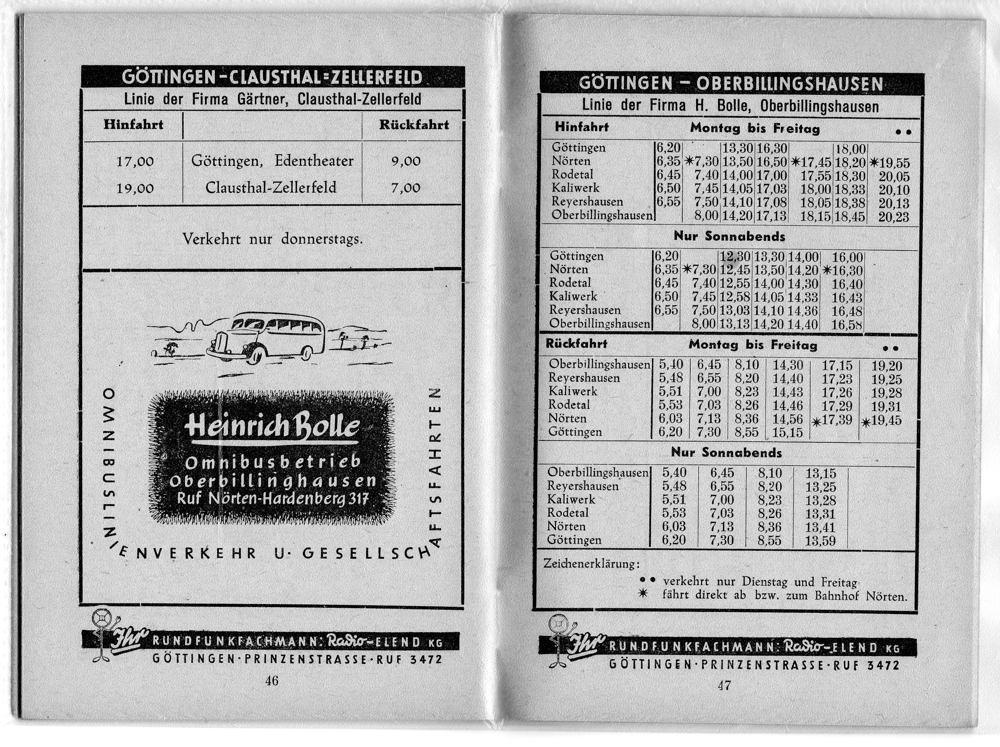 GÖTTINGEN-CLAUSTHAL=ZELLERFELD
Linie der Firma Gärtner, Clausthal-Zellerfeld
Hinfahrt Rückfahrt
17,00 Göttingen, Edentheater 9,00
19,00 Clausthal-Zellerfeld 7,00
Verkehrt nur donnerstags.
Heinrich Bolle
Omnibusbetrieb
Oberbillinghausen
Ruf Nörten-Hardenberg 317
OMNIBUSLINIENVERKEHR U· GESELLSCHAFTSFAHRTEN
Ihr RUNDFUNKFACHMANN: Radio-ELEND KG
GÖTTINGEN·PRINZENSTRASSE·RUF 3472
46
GÖTTINGEN – OBERBILLINGSHAUSEN
Linie der Firma H. Bolle, Oberbillingshausen
Hinfahrt Montag bis Freitag ••
Göttingen 6,20 13,30 16,30 18,00
Nörten 6,35 *7,30 13,50 16,50 *17,45 18,20 *19,55
Rodetal 6,45 7,40 14,00 17,00 17,55 18,30 20,05
Kaliwerk 6,50 7,45 14,05 17,03 18,00 18,33 20,10
Reyershausen 6,55 7,50 14,10 17,08 18,05 18,38 20,13
Oberbillingshausen 8,00 14,20 17,13 18,15 18,45 20,23
Nur Sonnabends
Göttingen 6,20 12,30 13,30 14,00 16,00
Nörten 6,35 *7,30 12,45 13,50 14,20 *16,30
Rodetal 6,45 7,40 12,55 14,00 14,30 16,40
Kaliwerk 6,50 7,45 12,58 14,05 14,33 16,43
Reyershausen 6,55 7,50 13,03 14,10 14,36 16,48
Oberbillingshausen 8,00 13,13 14,20 14,40 16,58
Rückfahrt Montag bis Freitag ••
Oberbillingshausen 5,40 6,45 8,10 14,30 17,15 19,20
Reyershausen 5,48 6,55 8,20 14,40 17,23 19,25
Kaliwerk 5,51 7,00 8,23 14,43 17,26 19,28
Rodetal 5,53 7,03 8,26 14,46 17,29 19,31
Nörten 6,03 7,13 8,36 14,56 *17,39 *19,45
Göttingen 6,20 7,30 8,55 15,15
Nur Sonnabends
Oberbillingshausen 5,40 6,45 8,10 13,15
Reyershausen 5,48 6,55 8,20 13,25
Kaliwerk 5,51 7,00 8,23 13,28
Rodetal 5,53 7,03 8,26 13,31
Nörten 6,03 7,13 8,36 13,41
Göttingen 6,20 7,30 8,55 13,59
Zeichenerklärung:
•• verkehrt nur Dienstag und Freitag
* fährt direkt ab bzw. zum Bahnhof Nörten.
Ihr RUNDFUNKFACHMANN: Radio-ELEND KG
GÖTTINGEN·PRINZENSTRASSE·RUF 3472
47